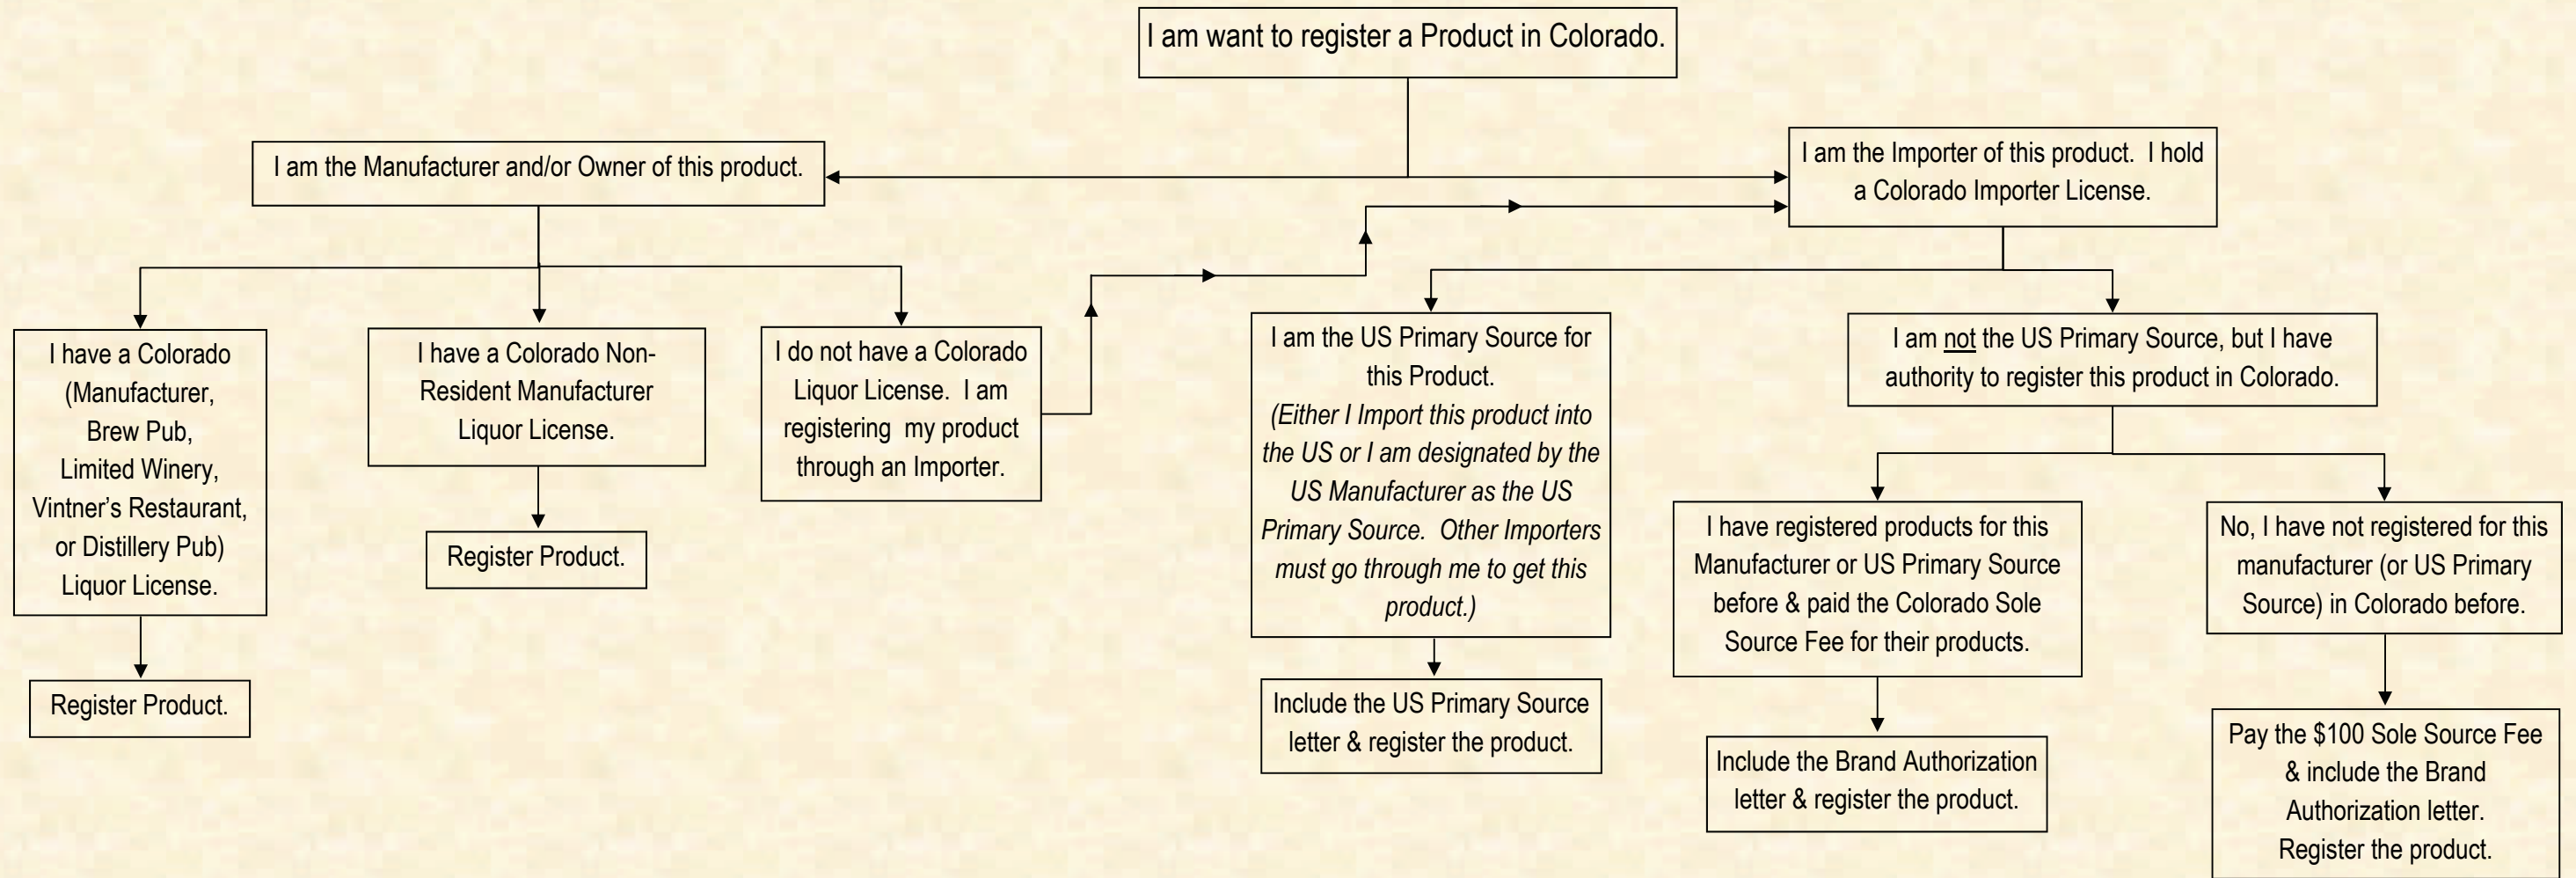 I am want to register a Product in Colorado.
I am the Manufacturer and/or Owner of this product.
I am the Importer of this product.  I hold
a Colorado Importer License.
I have a Colorado
(Manufacturer,
Brew Pub,
Limited Winery,
Vintner’s Restaurant,
or Distillery Pub)
Liquor License.
Register Product.
I have a Colorado Non-
Resident Manufacturer
Liquor License.
Register Product.
I do not have a Colorado
Liquor License.  I am
registering  my product
through an Importer.
I am the US Primary Source for
this Product.
(Either I Import this product into
the US or I am designated by the
US Manufacturer as the US
Primary Source.  Other Importers
must go through me to get this
product.)
Include the US Primary Source
letter & register the product.
I am not the US Primary Source, but I have
authority to register this product in Colorado.
I have registered products for this
Manufacturer or US Primary Source
before & paid the Colorado Sole
Source Fee for their products.
Include the Brand Authorization
letter & register the product.
No, I have not registered for this
manufacturer (or US Primary
Source) in Colorado before.
Pay the $100 Sole Source Fee
& include the Brand
Authorization letter.
Register the product.